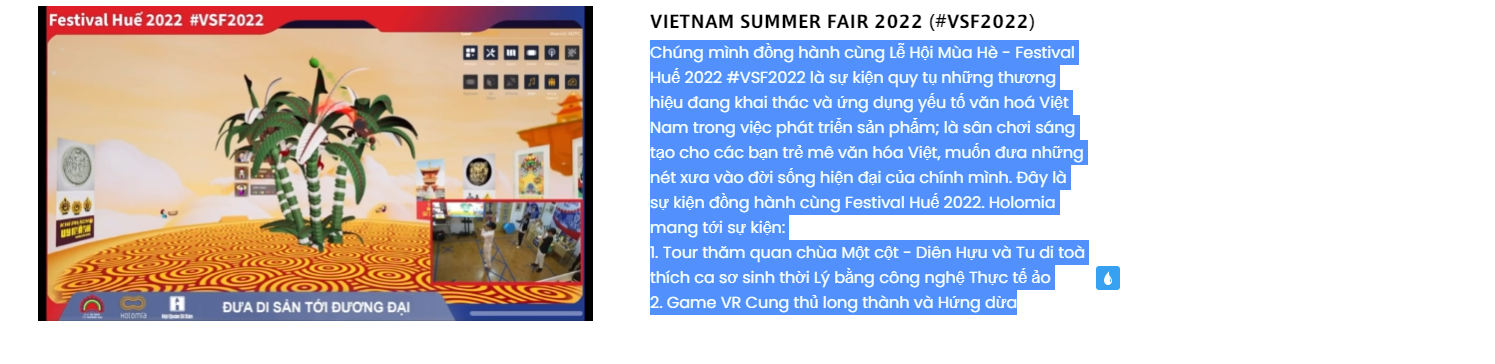 Festival Huế 2022 #VSF2022
HOLOMIA
ĐƯA DI SẢN TỚI ĐƯƠNG ĐẠI
VIETNAM SUMMER FAIR 2022 (#VSF2022)
Chúng mình đồng hành cùng Lễ Hội Mùa Hè - Festival
Huế 2022 #VSF2022 là sự kiện quy tụ những thương
hiệu đang khai thác và ứng dụng yếu tố văn hoá Việt
Nam trong việc phát triển sản phẩm; là sân chơi sáng
tạo cho các bạn trẻ mê văn hóa Việt, muốn đưa những
nét xưa vào đời sống hiện đại của chính mình. Đây là
sự kiện đồng hành cùng Festival Huế 2022. Holomia
mang tới sự kiện:
1. Tour thăm quan chùa Một cột - Diên Hựu và Tu di toà
thích ca sơ sinh thời Lý bằng công nghệ Thực tế ảo
2. Game VR Cung thủ long thành và Hứng dừa